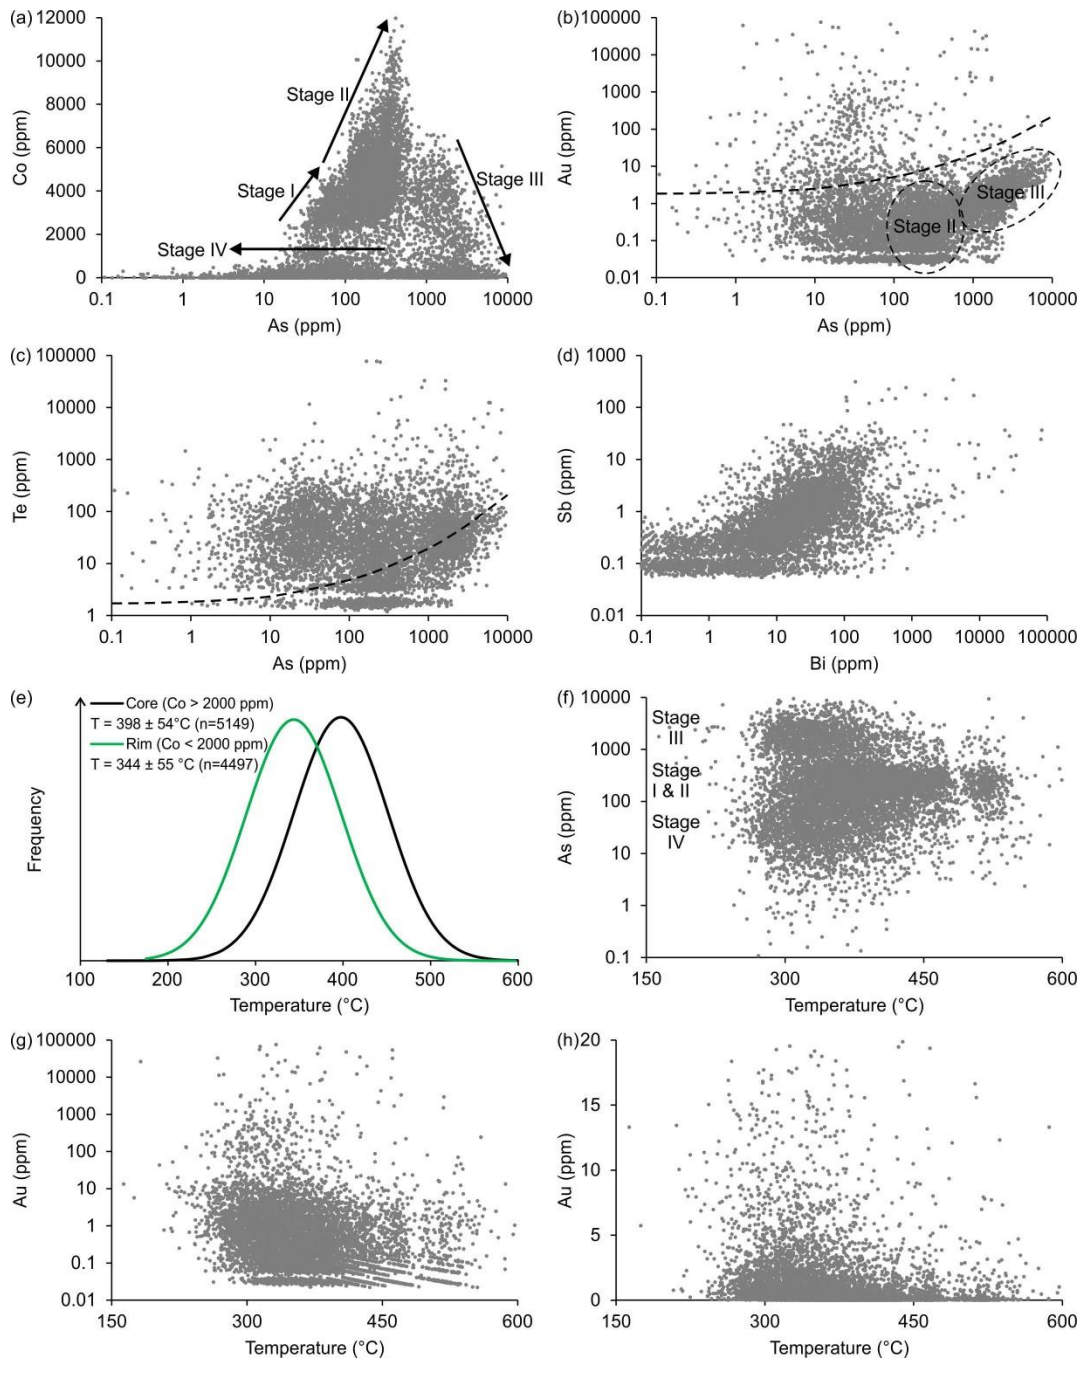 (a)
12000
10000
8000
6000
4000
2000
0
Co (ppm)
Stage II
Stage I
Stage III
Stage IV
0.1
1
10
100
1000
10000
As (ppm)
(b)
100000
10000
1000
100
10
1
0.1
0.01
Au (ppm)
Stage III
Stage II
0.1
1
10
100
1000
10000
As (ppm)
(c)
100000
10000
1000
100
10
1
Te (ppm)
0.1
1
10
100
1000
10000
As (ppm)
(d)
1000
100
10
1
0.1
0.01
Sb (ppm)
0.1
1
10
100
1000
10000
100000
Bi (ppm)
(e)
Core (Co > 2000 ppm)
T = 398 ± 54°C (n=5149)
Rim (Co < 2000 ppm)
T = 344 ± 55 °C (n=4497)
Frequency
100
200
300
400
500
600
Temperature (°C)
(f)
10000
1000
100
10
1
0.1
As (ppm)
Stage
III
Stage
I & II
Stage
IV
150
300
450
600
Temperature (°C)
(g)
100000
10000
1000
100
10
1
0.1
0.01
Au (ppm)
150
300
450
600
Temperature (°C)
(h)
20
15
10
5
0
Au (ppm)
150
300
450
600
Temperature (°C)